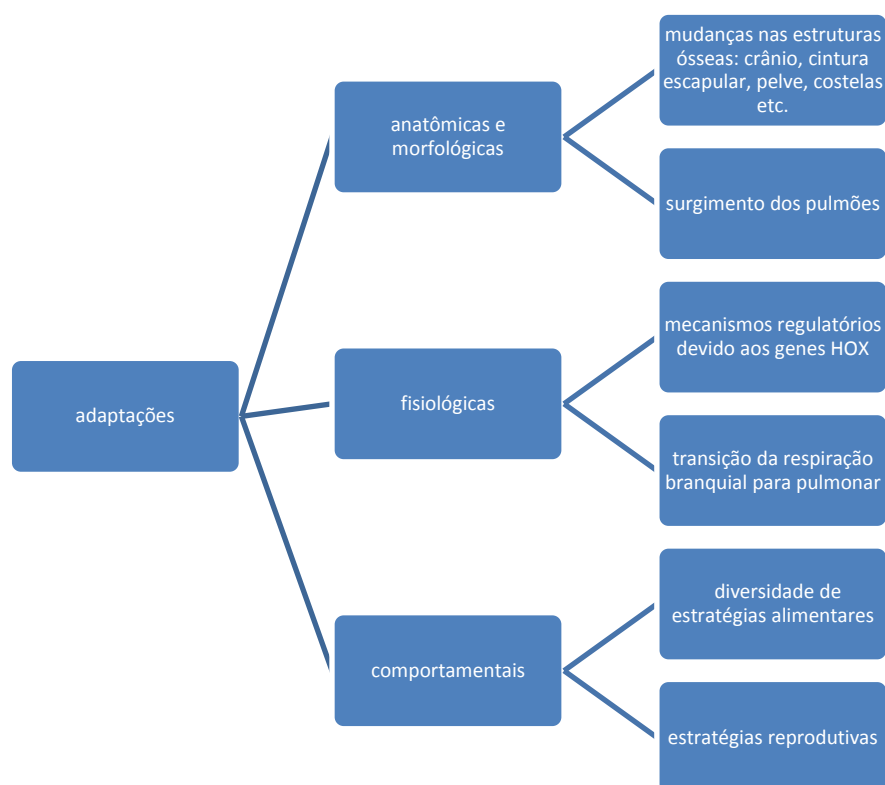 adaptações
anatômicas e
morfológicas
mudanças nas estruturas
ósseas: crânio, cintura
escapular, pelve, costelas
etc.
surgimento dos pulmões
fisiológicas
mecanismos regulatórios
devido aos genes HOX
transição da respiração
branquial para pulmonar
comportamentais
diversidade de
estratégias alimentares
estratégias reprodutivas